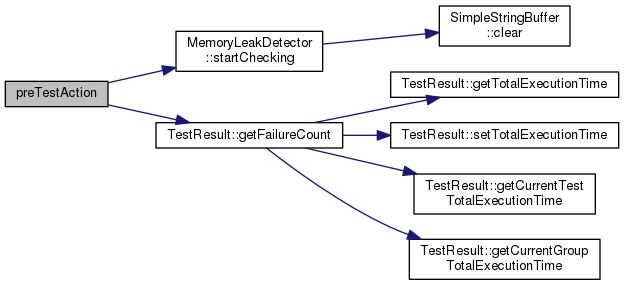 preTestAction
MemoryLeakDetector
::startChecking
SimpleStringBuffer
::clear
TestResult::getFailureCount
TestResult::getTotalExecutionTime
TestResult::setTotalExecutionTime
TestResult::getCurrentTest
TotalExecutionTime
TestResult::getCurrentGroup
TotalExecutionTime